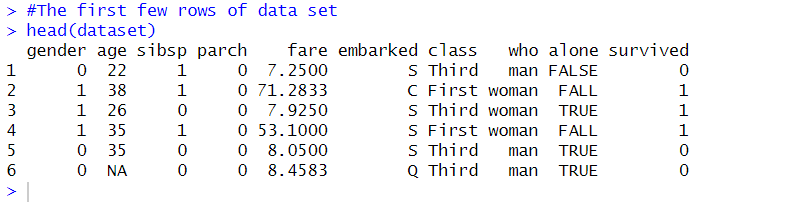 > #The first few rows of data set
> head(dataset)
gender age sibsp parch fare embarked class who alone survived
1 0 22 1 0 7.2500 S Third man FALSE 0
2 1 38 1 0 71.2833 C First woman FALL 1
3 1 26 0 0 7.9250 S Third woman TRUE 1
4 1 35 1 0 53.1000 S First woman FALL 1
5 0 35 0 0 8.0500 S Third man TRUE 0
6 0 NA 0 0 8.4583 Q Third man TRUE 0
>